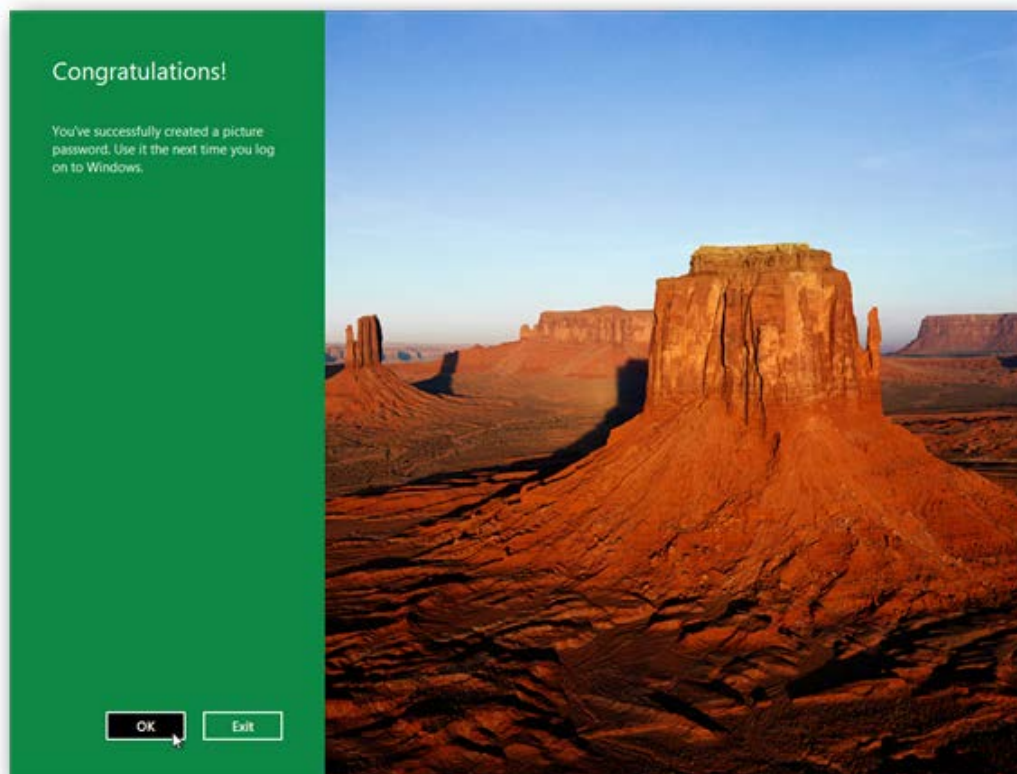 Congratulations!
You've successfully created a picture
password. Use it the next time you log
on to Windows.
OK
Exit